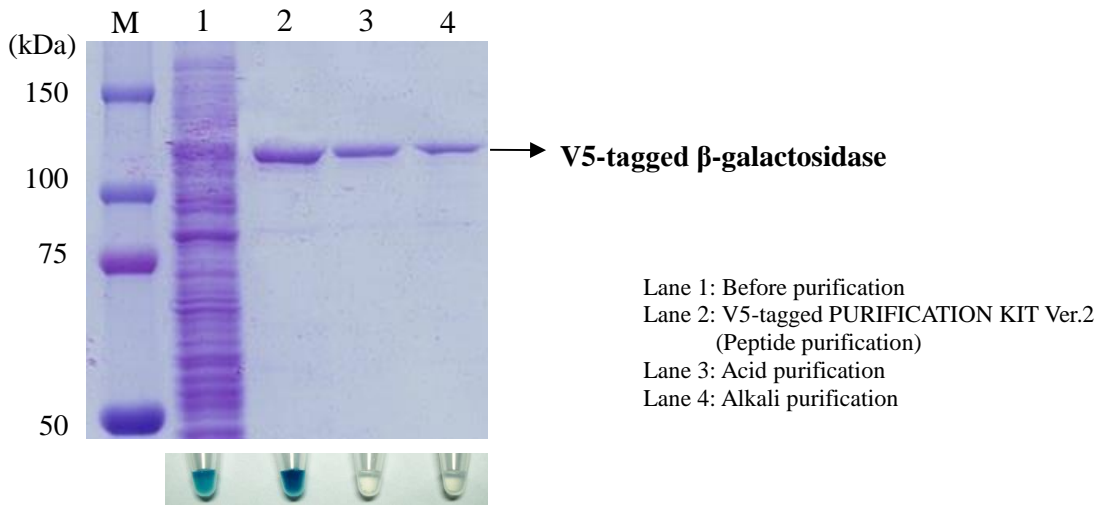 M 1 2 3 4
(kDa)
150
100
75
50
V5-tagged β-galactosidase
Lane 1: Before purification
Lane 2: V5-tagged PURIFICATION KIT Ver.2
(Peptide purification)
Lane 3: Acid purification
Lane 4: Alkali purification